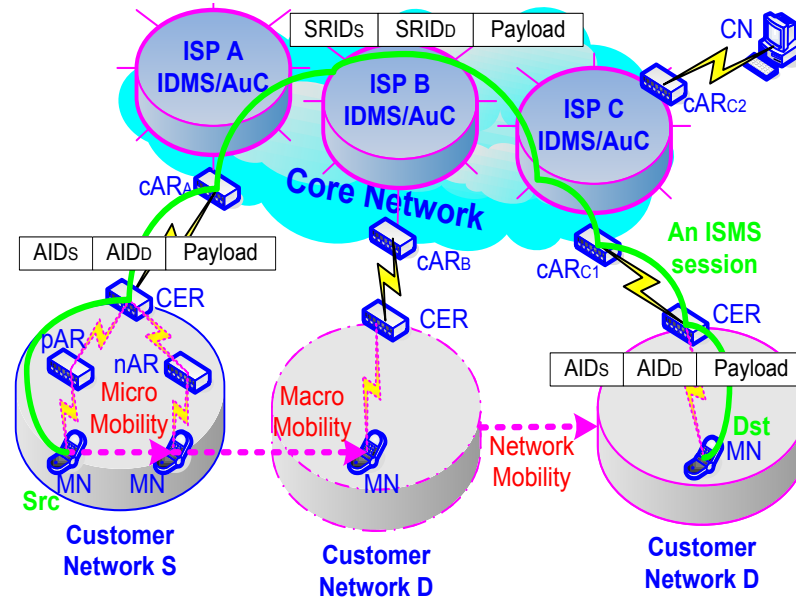 SRIDS SRIDD Payload
CN
ISP A
IDMS/AuC
ISP B
IDMS/AuC
ISP C
IDMS/AuC
cARC2
cARA
Core Network
AIDS AIDD Payload
cARB
cARC1
An ISMS
session
CER
CER
CER
pAR
nAR
Micro
Mobility
Macro
Mobility
AIDS AIDD Payload
Network
Mobility
Dst
MN
MN
MN
MN
Src
Customer
Network S
Customer
Network D
Customer
Network D